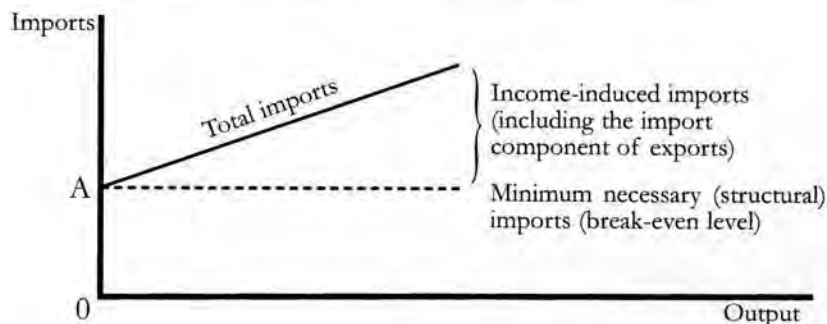 Imports
Total imports
Income-induced imports
(including the import
component of exports)
A
Minimum necessary (structural)
imports (break-even level)
0
Output